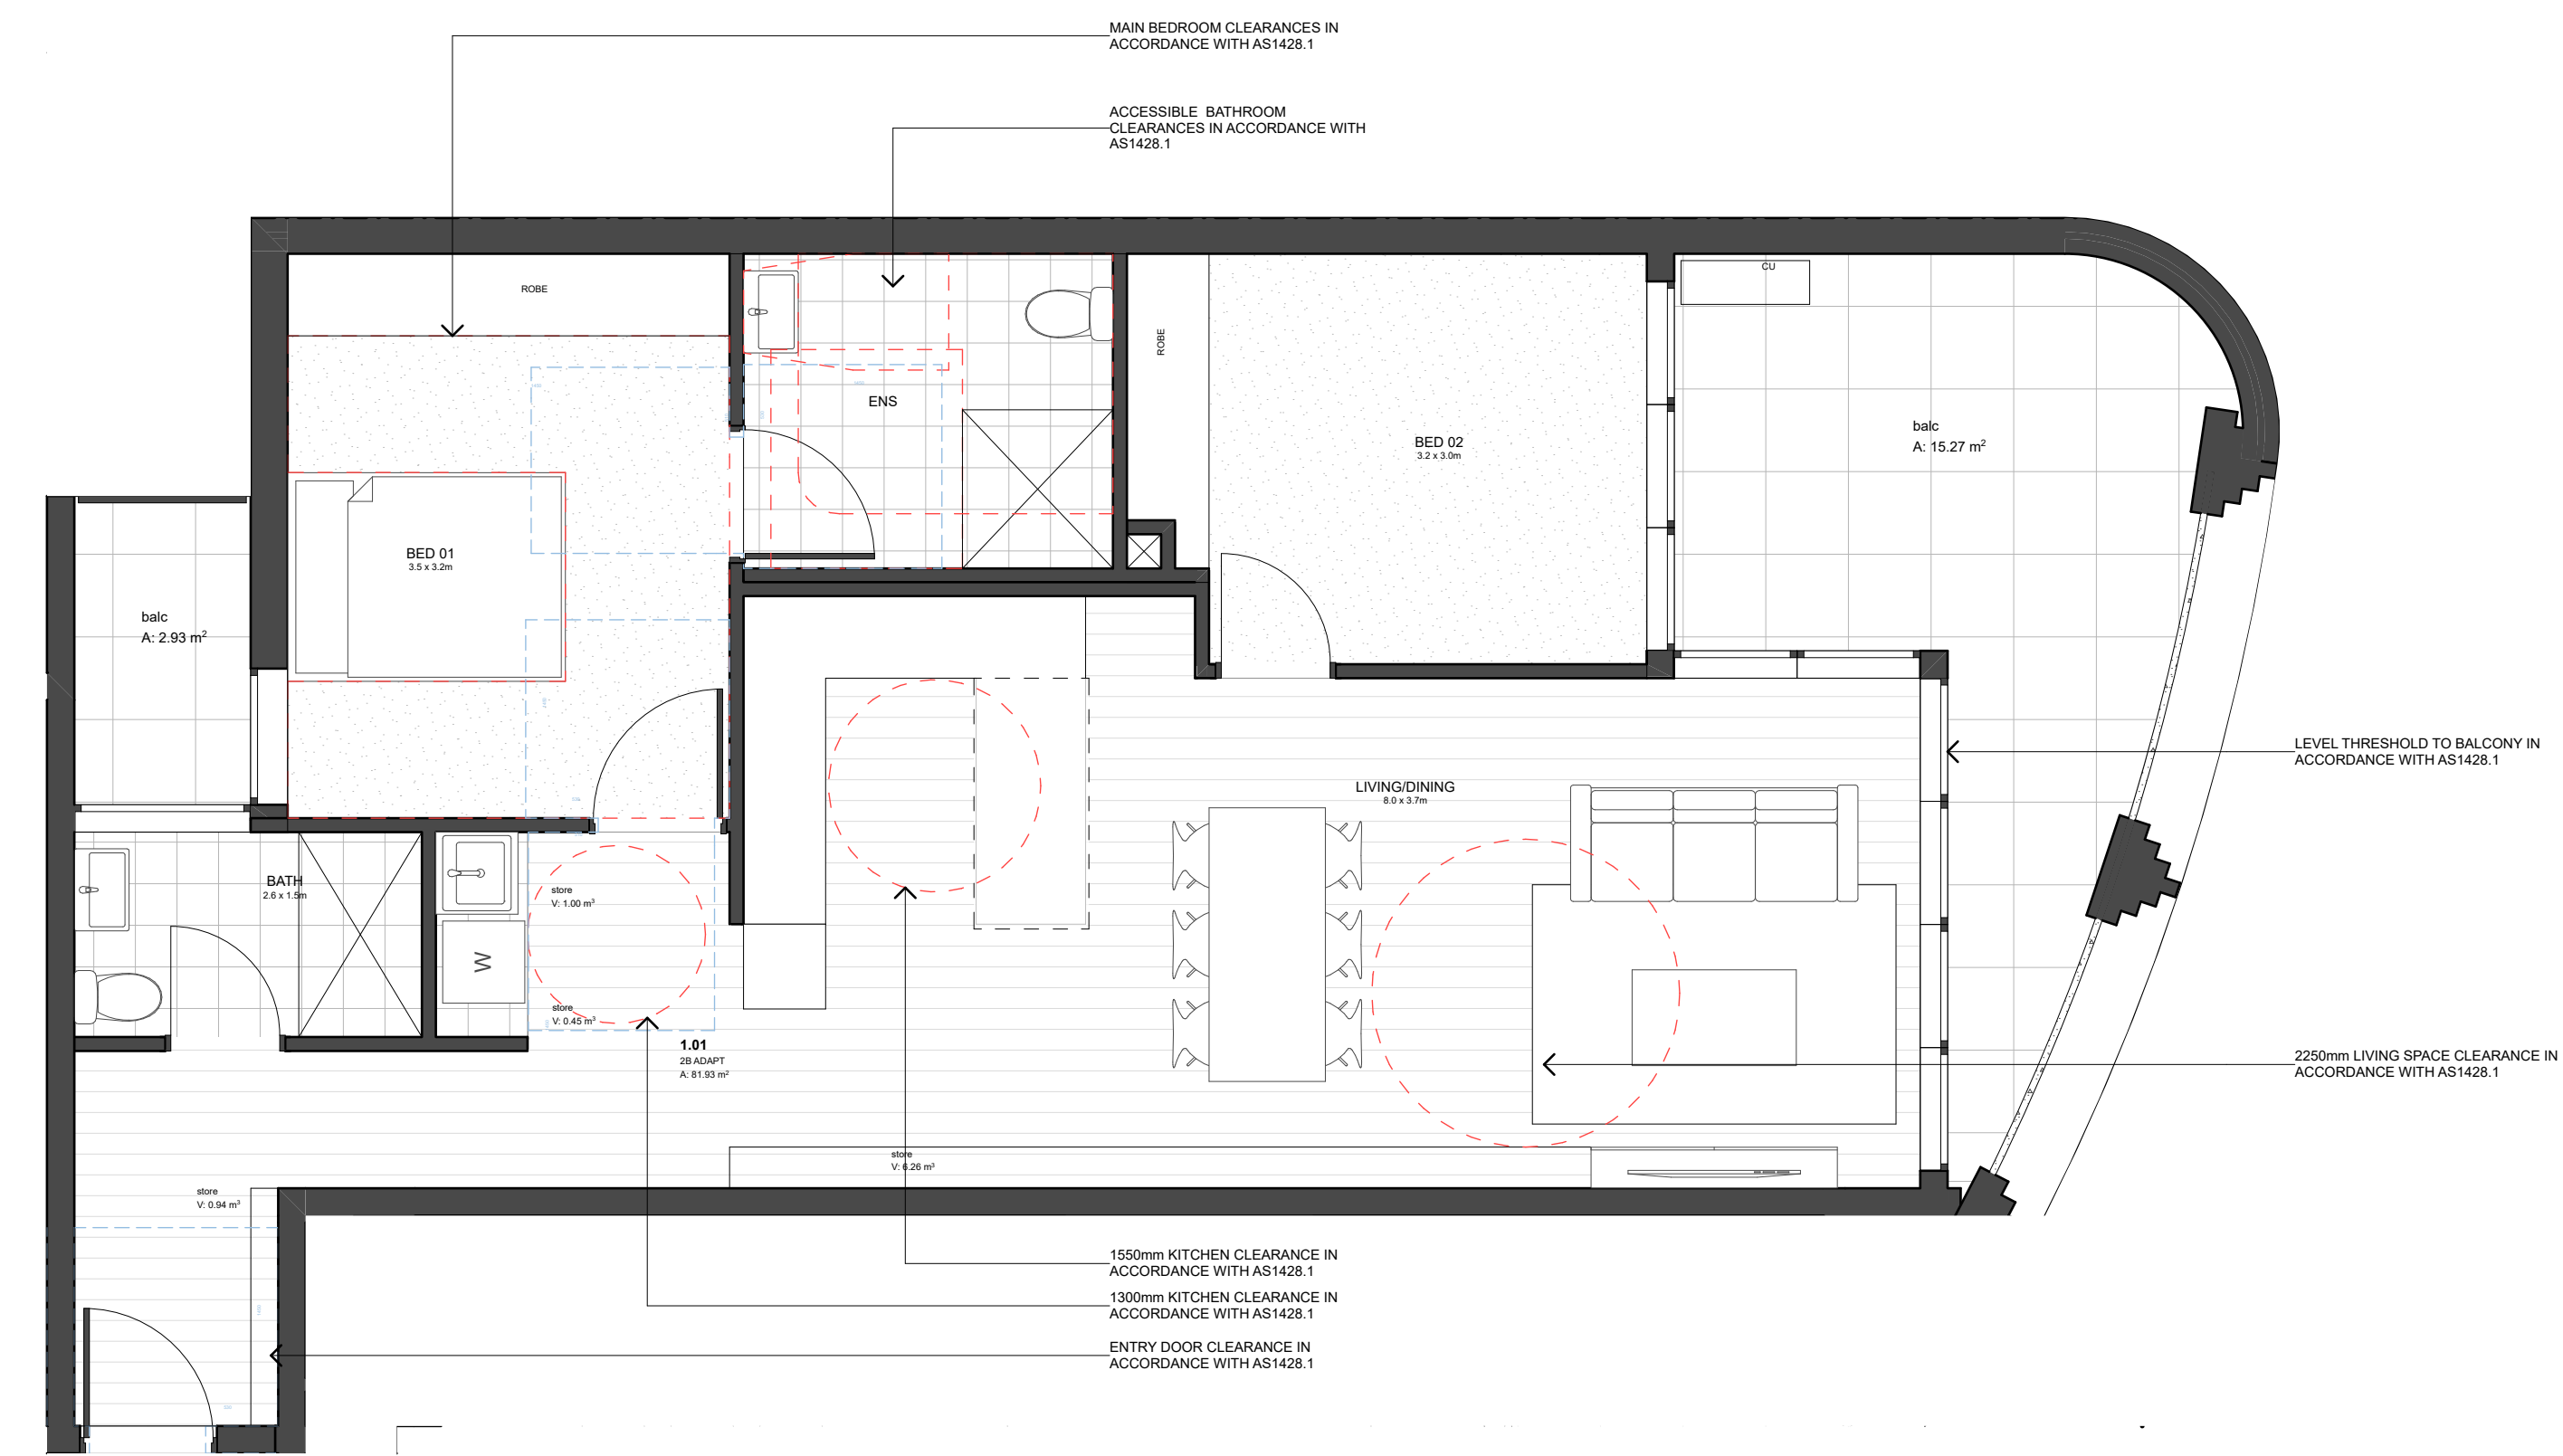 MAIN BEDROOM CLEARANCES IN
ACCORDANCE WITH AS1428.1
ACCESSIBLE BATHROOM
CLEARANCES IN ACCORDANCE WITH
AS1428.1
ROBE
CU
ROBE
ENS
balc
A: 15.27 m²
BED 02
3.2 x 3.0m
BED 01
3.5 x 3.2m
balc
A: 2.93 m²
LEVEL THRESHOLD TO BALCONY IN
ACCORDANCE WITH AS1428.1
LIVING/DINING
8.0 x 3.7m
BATH
2.6 x 1.5m
store
V: 1.00 m³
W
store
V: 0.45 m³
1.01
2B ADAPT
A: 81.93 m²
2250mm LIVING SPACE CLEARANCE IN
ACCORDANCE WITH AS1428.1
store
V: 6.26 m³
store
V: 0.94 m³
1550mm KITCHEN CLEARANCE IN
ACCORDANCE WITH AS1428.1
1300mm KITCHEN CLEARANCE IN
ACCORDANCE WITH AS1428.1
ENTRY DOOR CLEARANCE IN
ACCORDANCE WITH AS1428.1